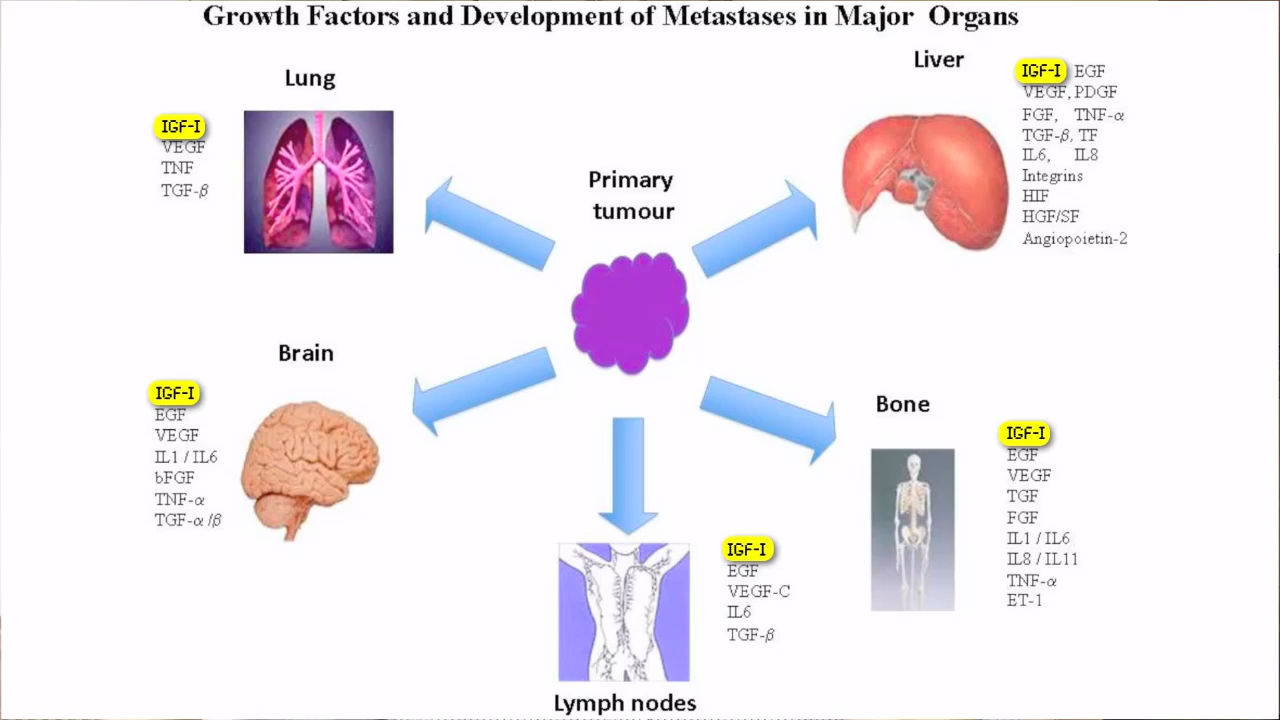 Growth Factors and Development of Metastases in Major Organs
Lung
IGF-I
VEGF
TNF
TGF-β
Primary
tumour
Liver
IGF-I EGF
VEGF, PDGF
FGF, TNF-α
TGF-β, TF
IL6, IL8
Integrins
HIF
HGF/SF
Angiopoietin-2
Brain
IGF-I
EGF
VEGF
IL1 / IL6
bFGF
TNF-α
TGF-α /β
Bone
IGF-I
EGF
VEGF
TGF
FGF
IL1 / IL6
IL8 / IL11
TNF-α
ET-1
IGF-I
EGF
VEGF-C
IL6
TGF-β
Lymph nodes